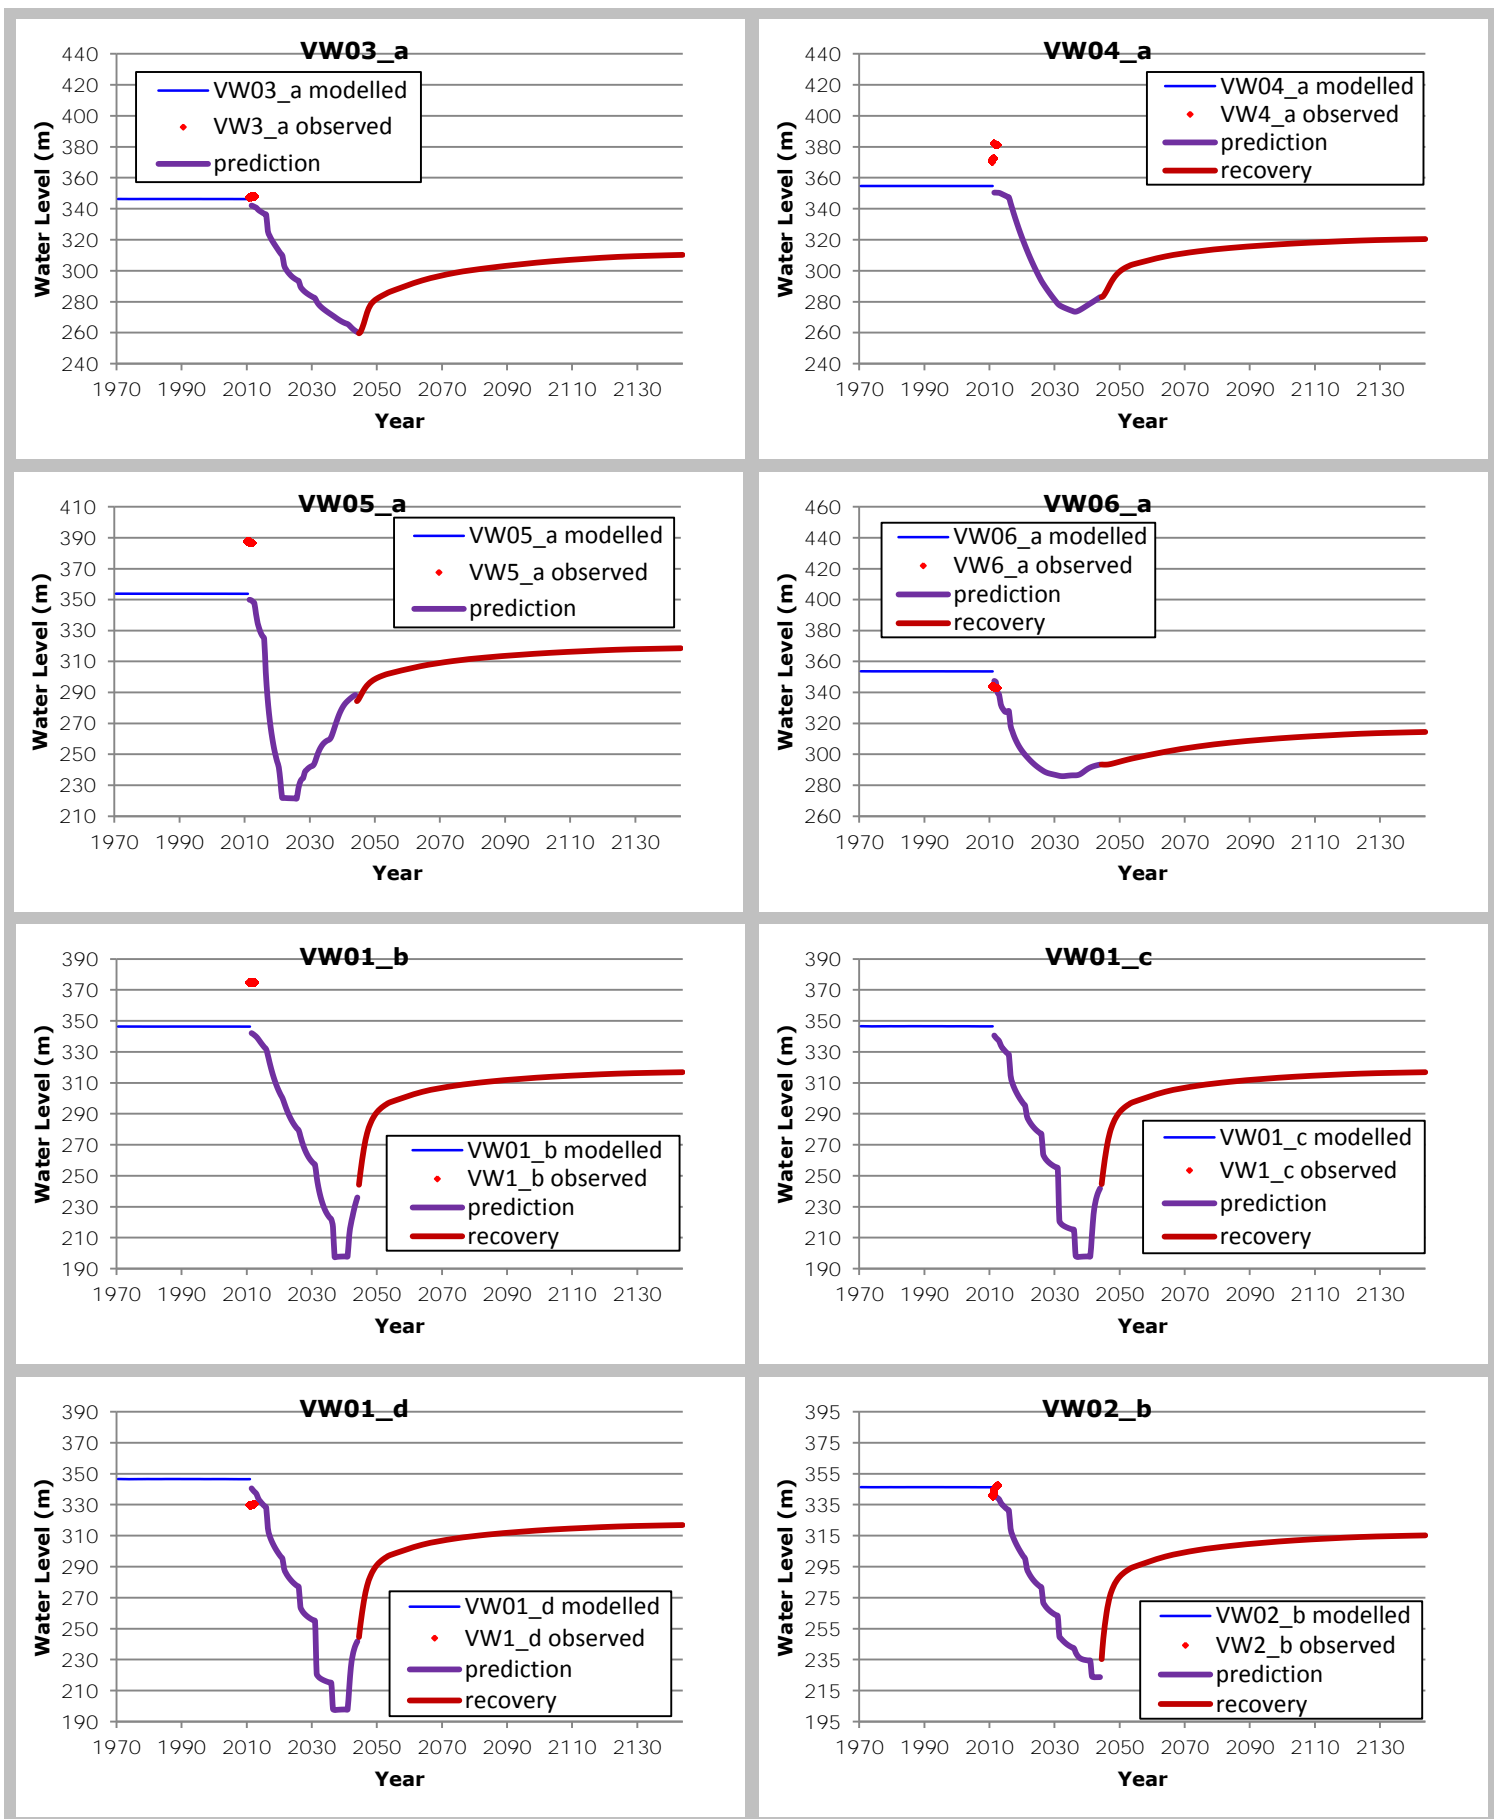 VW03_a
440
420
400
380
360
340
320
300
280
260
240
Water Level (m)
VW03_a modelled
VW3_a observed
prediction
1970 1990 2010 2030 2050 2070 2090 2110 2130
Year
VW04_a
440
420
400
380
360
340
320
300
280
260
240
Water Level (m)
VW04_a modelled
VW4_a observed
prediction
recovery
1970 1990 2010 2030 2050 2070 2090 2110 2130
Year
VW05_a
410
390
370
350
330
310
290
270
250
230
210
Water Level (m)
VW05_a modelled
VW5_a observed
prediction
1970 1990 2010 2030 2050 2070 2090 2110 2130
Year
VW06_a
460
440
420
400
380
360
340
320
300
280
260
Water Level (m)
VW06_a modelled
VW6_a observed
prediction
recovery
1970 1990 2010 2030 2050 2070 2090 2110 2130
Year
VW01_b
390
370
350
330
310
290
270
250
230
210
190
Water Level (m)
VW01_b modelled
VW1_b observed
prediction
recovery
1970 1990 2010 2030 2050 2070 2090 2110 2130
Year
VW01_c
390
370
350
330
310
290
270
250
230
210
190
Water Level (m)
VW01_c modelled
VW1_c observed
prediction
recovery
1970 1990 2010 2030 2050 2070 2090 2110 2130
Year
VW01_d
390
370
350
330
310
290
270
250
230
210
190
Water Level (m)
VW01_d modelled
VW1_d observed
prediction
recovery
1970 1990 2010 2030 2050 2070 2090 2110 2130
Year
VW02_b
395
375
355
335
315
295
275
255
235
215
195
Water Level (m)
VW02_b modelled
VW2_b observed
prediction
recovery
1970 1990 2010 2030 2050 2070 2090 2110 2130
Year